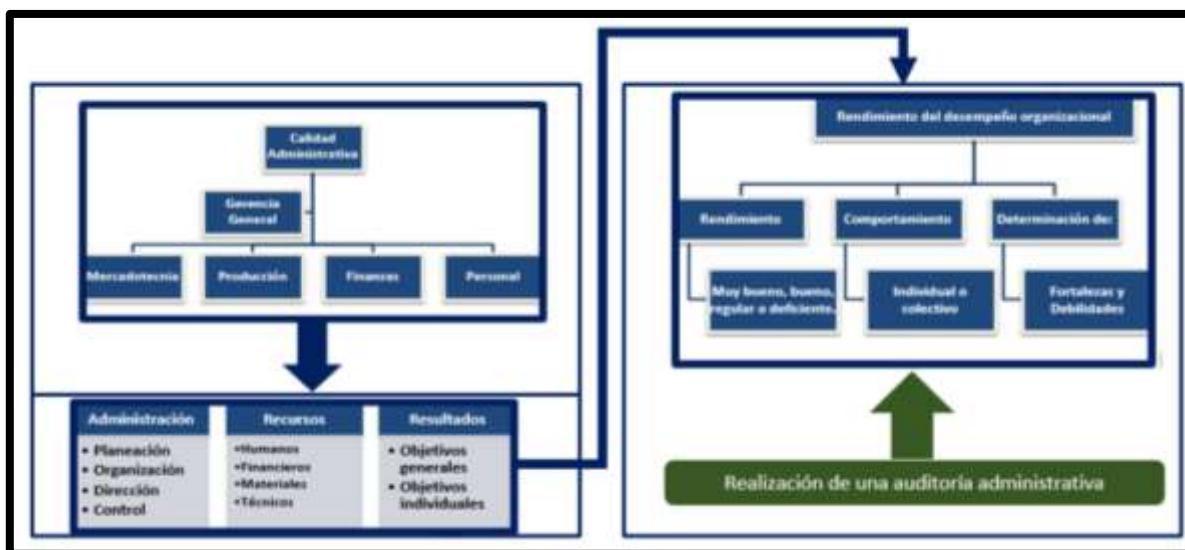 Calidad
Administrativa
Gerencia
General
Mercadotecnia
Producción
Finanzas
Personal
Administración
• Planeación
• Organización
• Dirección
• Control
Recursos
•Humanos
•Financieros
•Materiales
•Técnicos
Resultados
• Objetivos
generales
• Objetivos
individuales
Rendimiento del desempeño organizacional
Rendimiento
Comportamiento
Determinación de:
Muy bueno, bueno,
regular o deficiente.
Individual o
colectivo
Fortalezas y
Debilidades
Realización de una auditoría administrativa